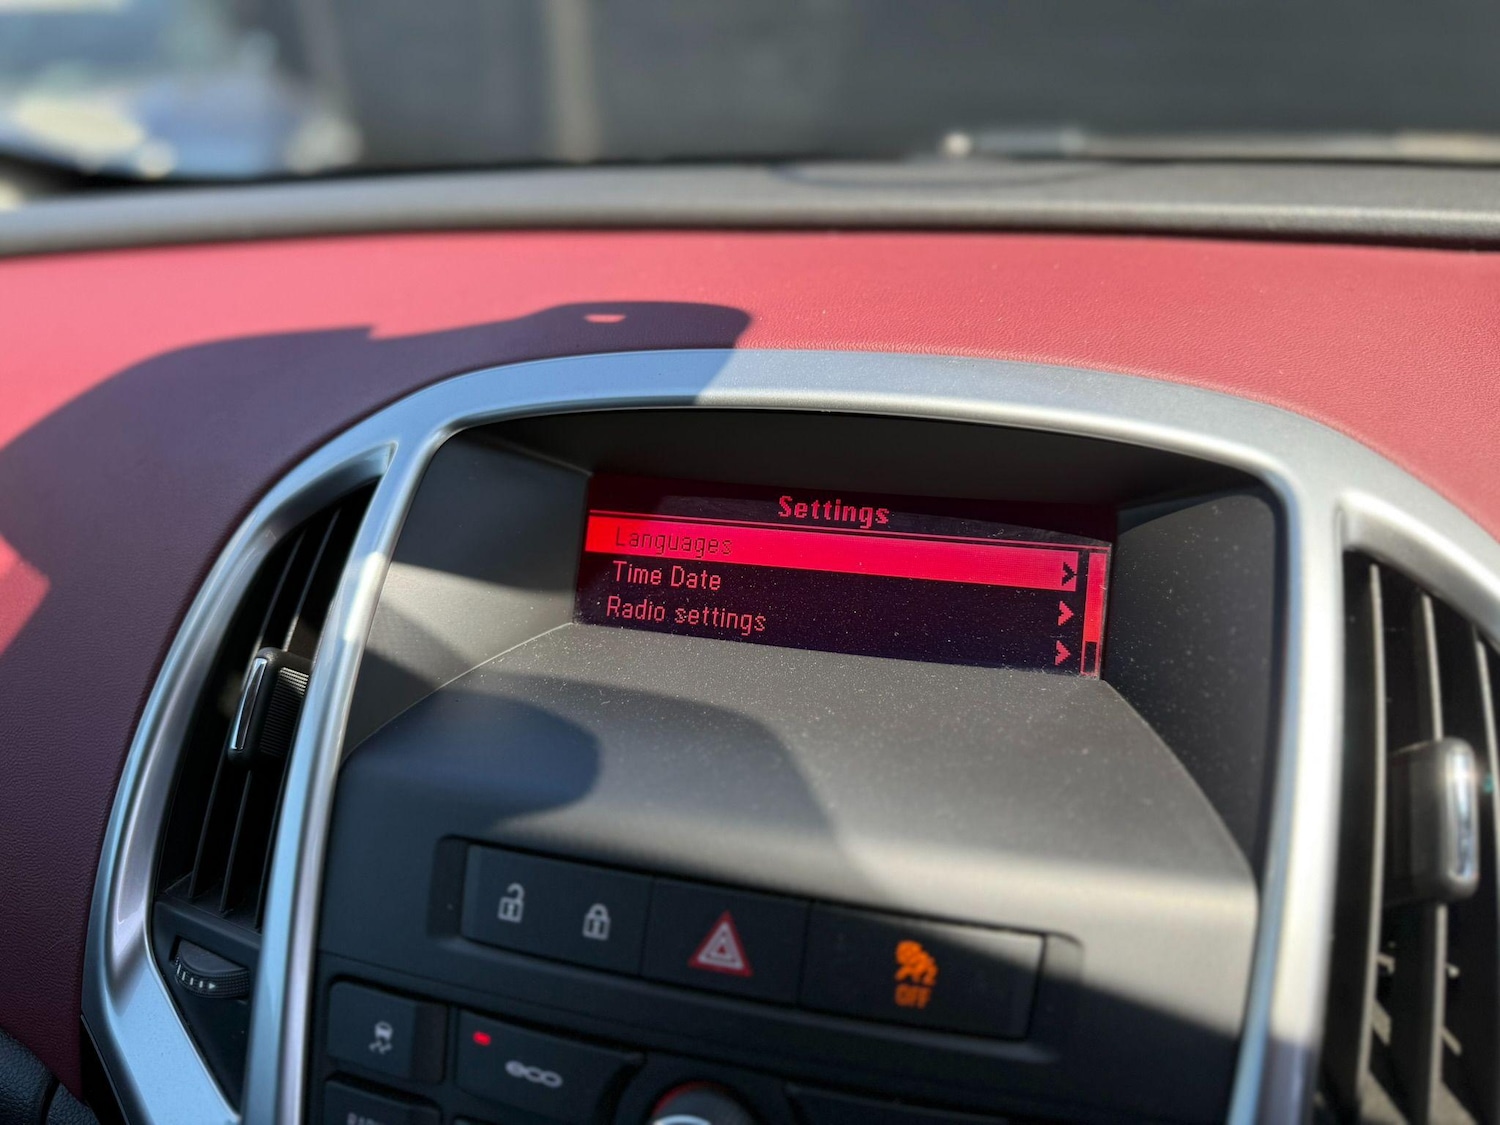 Settings
Languages
Time Date
Radio settings
OFF
eco